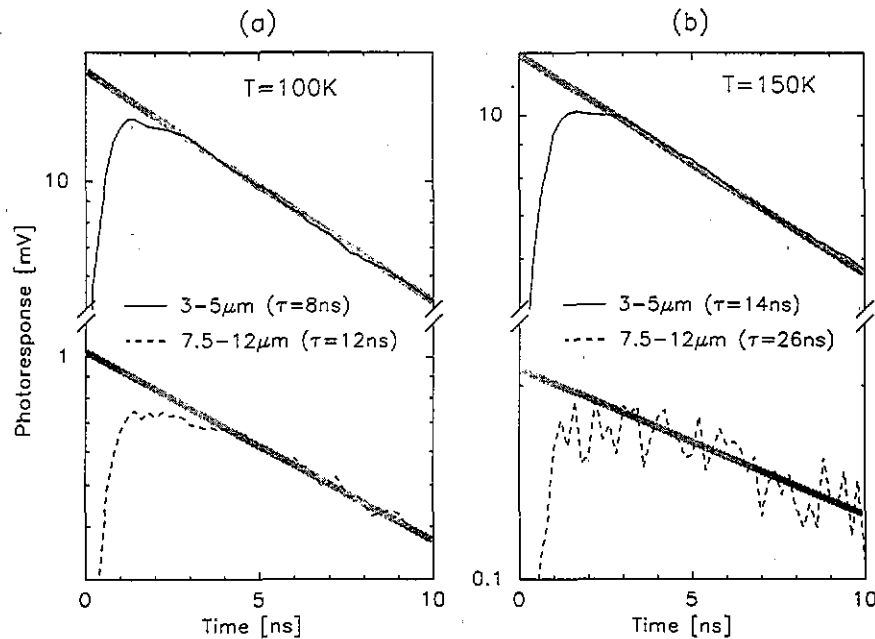 (a)
(b)
T=100K
T=150K
10
10
3-5μm (τ=8ns)
7.5-12μm (τ=12ns)
3-5μm (τ=14ns)
7.5-12μm (τ=26ns)
Photoresponse [mV]
1
0.1
0
5
10
0
5
10
Time [ns]
Time [ns]